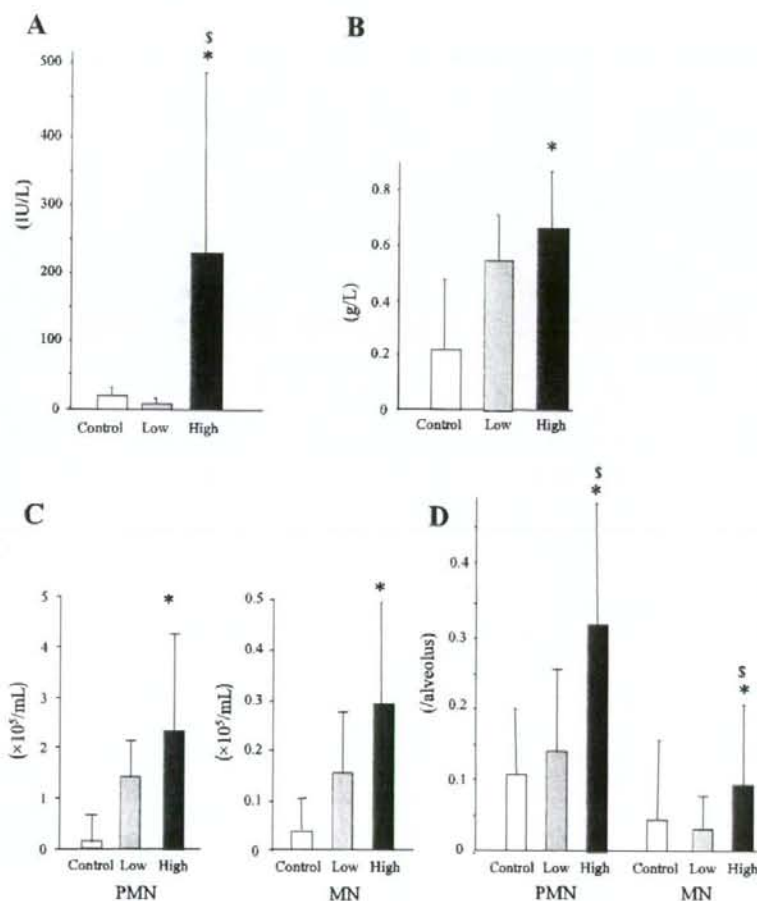 A
$
*
500
400
300
200
100
0
(IU/L)
Control Low High
B
*
0.8
0.6
0.4
0.2
0
(g/L)
Control Low High
C
*
5
4
3
2
1
0
(×10⁵/mL)
Control Low High
PMN
*
0.5
0.4
0.3
0.2
0.1
0
(×10⁵/mL)
Control Low High
MN
D
$
*
$
*
0.4
0.3
0.2
0.1
0
(/alveolus)
Control Low High Control Low High
PMN MN